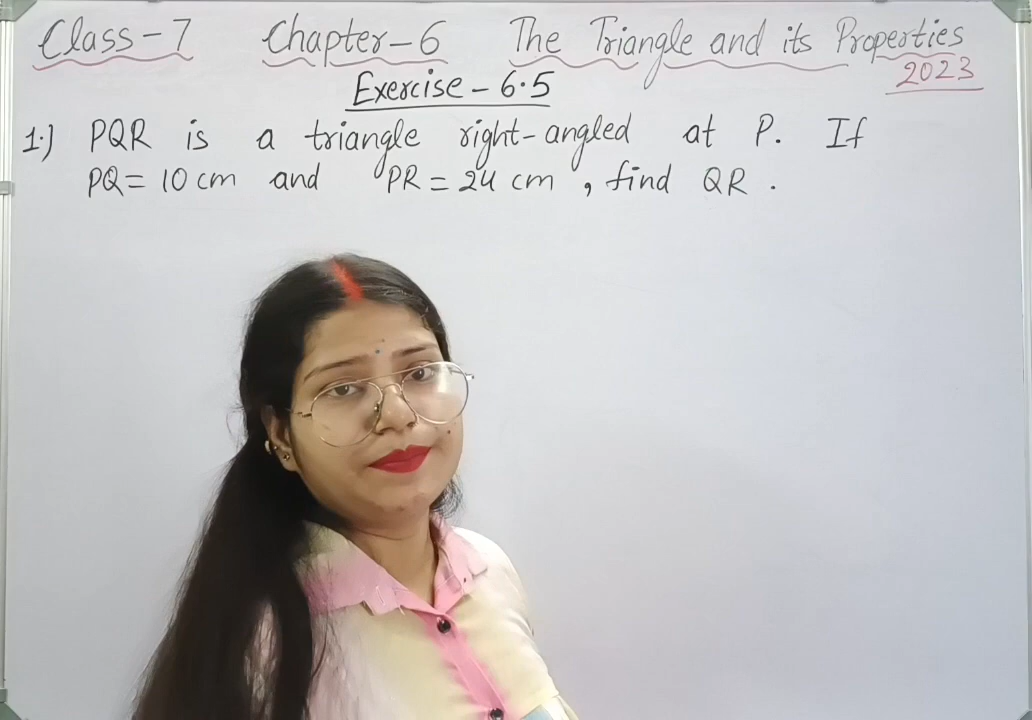 Class-7 Chapter-6 The Triangle and its Properties
2023
Exercise-6.5
1.) PQR is a triangle right-angled at P. If
PQ = 10 cm and PR = 24 cm, find QR.